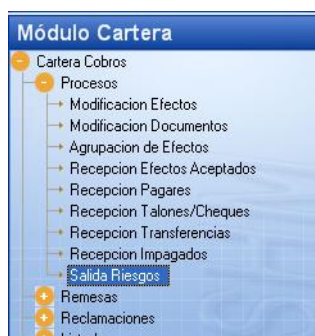 Módulo Cartera
Cartera Cobros
Procesos
Modificacion Efectos
Modificacion Documentos
Agrupacion de Efectos
Recepcion Efectos Aceptados
Recepcion Pagares
Recepcion Talones/Cheques
Recepcion Transferencias
Recepcion Impagados
Salida Riesgos
Remesas
Reclamaciones